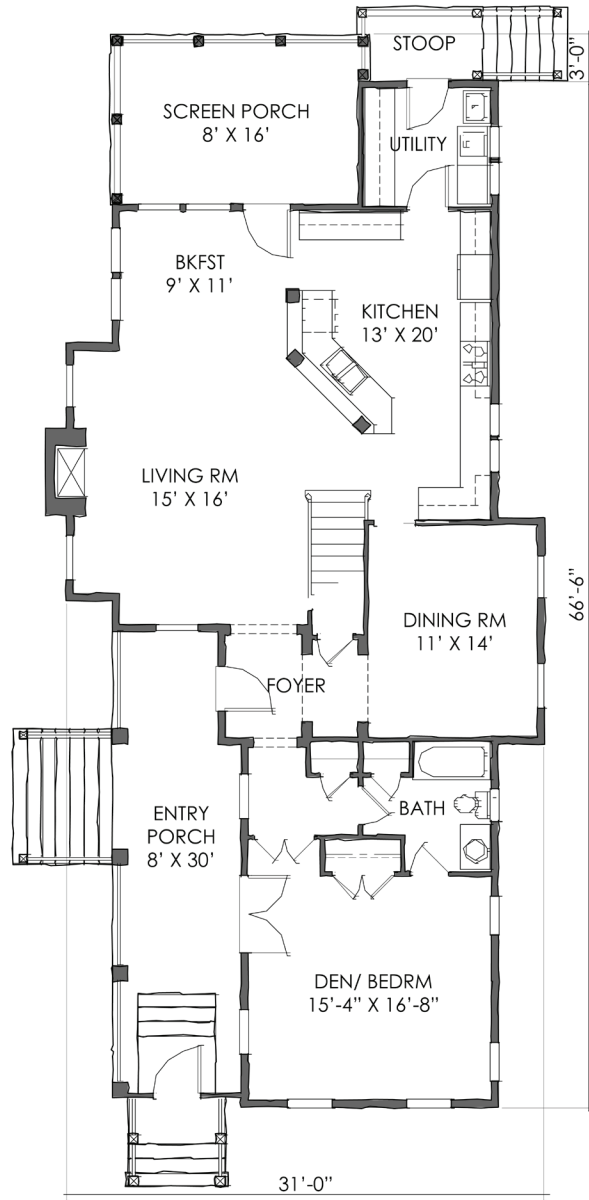 STOOP
3'-0"
SCREEN PORCH
8' X 16'
UTILITY
BKFST
9' X 11'
KITCHEN
13' X 20'
LIVING RM
15' X 16'
66'-6"
DINING RM
11' X 14'
FOYER
ENTRY
PORCH
8' X 30'
BATH
DEN/ BEDRM
15'-4" X 16'-8"
31'-0"